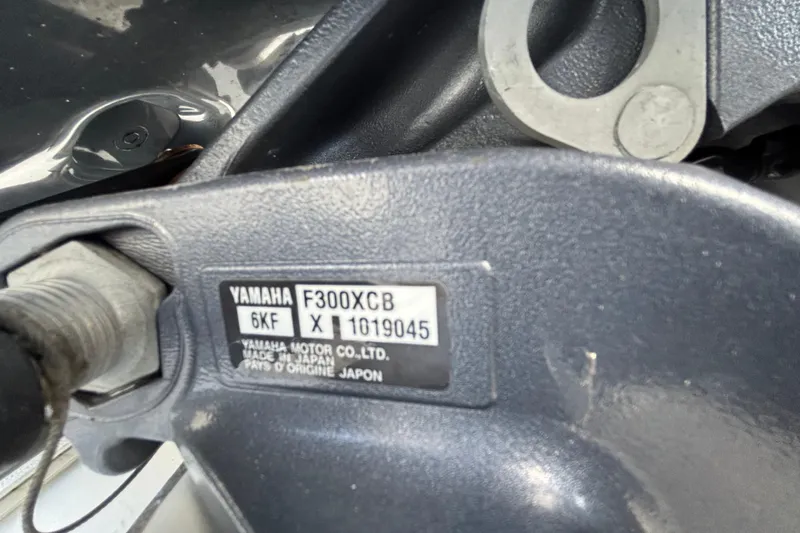 YAMAHA F300XCB
6KF X 1019045
YAMAHA MOTOR CO.,LTD.
MADE IN JAPAN
PAYS D'ORIGINE JAPON